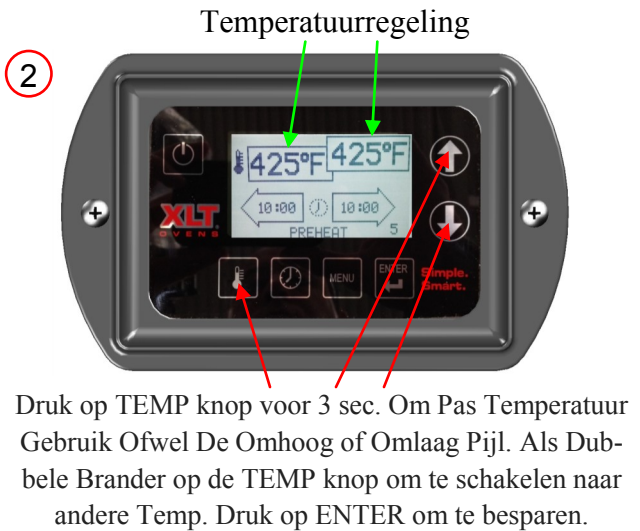 Temperatuurregeling
2
425°F 425°F
10:00 10:00
PREHEAT 5
XLT
OVENS
MENU
ENTER
Simple.
Smart.
Druk op TEMP knop voor 3 sec. Om Pas Temperatuur
Gebruik Ofwel De Omhoog of Omlaag Pijl. Als Dub-
bele Brander op de TEMP knop om te schakelen naar
andere Temp. Druk op ENTER om te besparen.